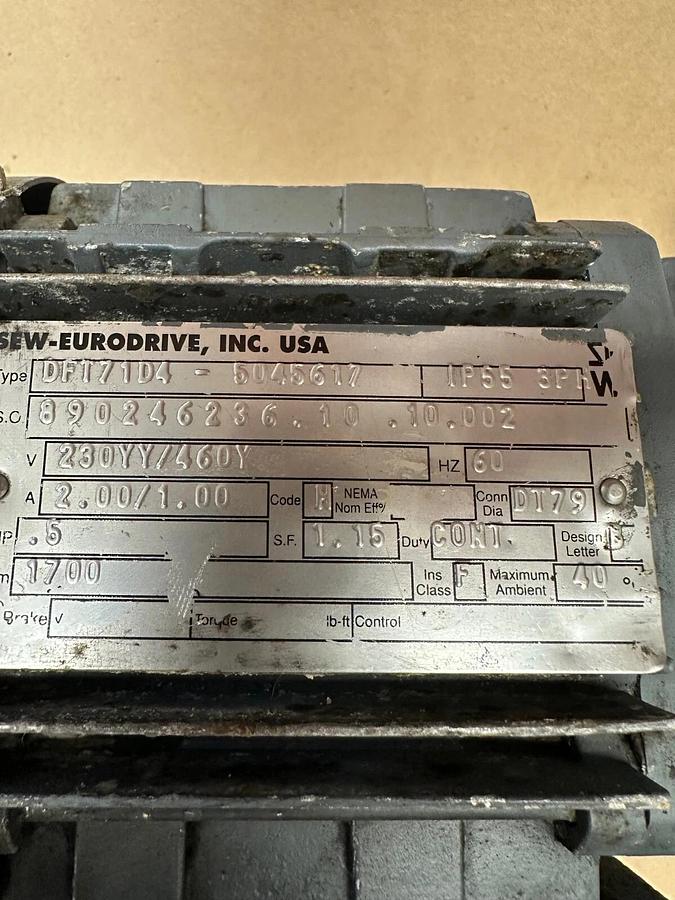 SEW-EURODRIVE, INC. USA
Type DFT71D4 - 5045617 IP55 3PH
S.O. 890246236.10 .10.002
V 230YY/460Y HZ 60
A 2.00/1.00 Code H NEMA Nom Eff% Conn Dia DT79
HP .5 S.F. 1.15 Duty CONT. Design Letter
1700 Ins Class F Maximum Ambient 40 °
Brake V Torque lb-ft Control